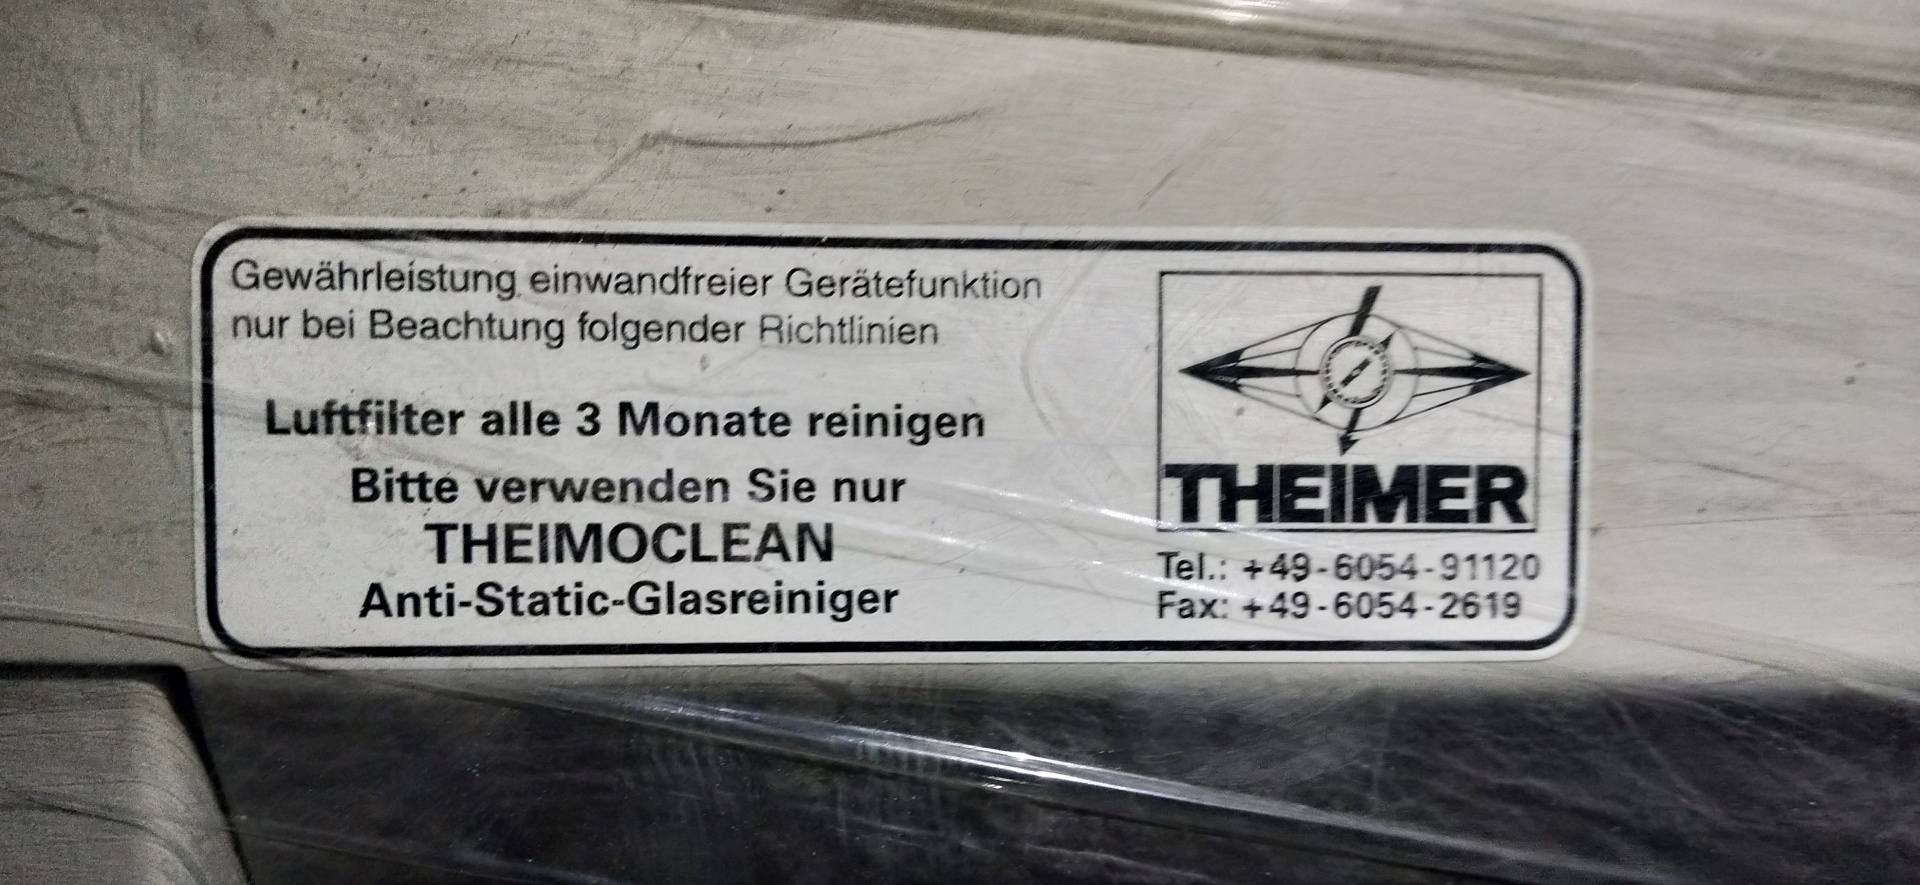 Gewährleistung einwandfreier Gerätefunktion
nur bei Beachtung folgender Richtlinien
Luftfilter alle 3 Monate reinigen
Bitte verwenden Sie nur
THEIMOCLEAN
Anti-Static-Glasreiniger
THEIMER
Tel.: +49-6054-91120
Fax: +49-6054-2619